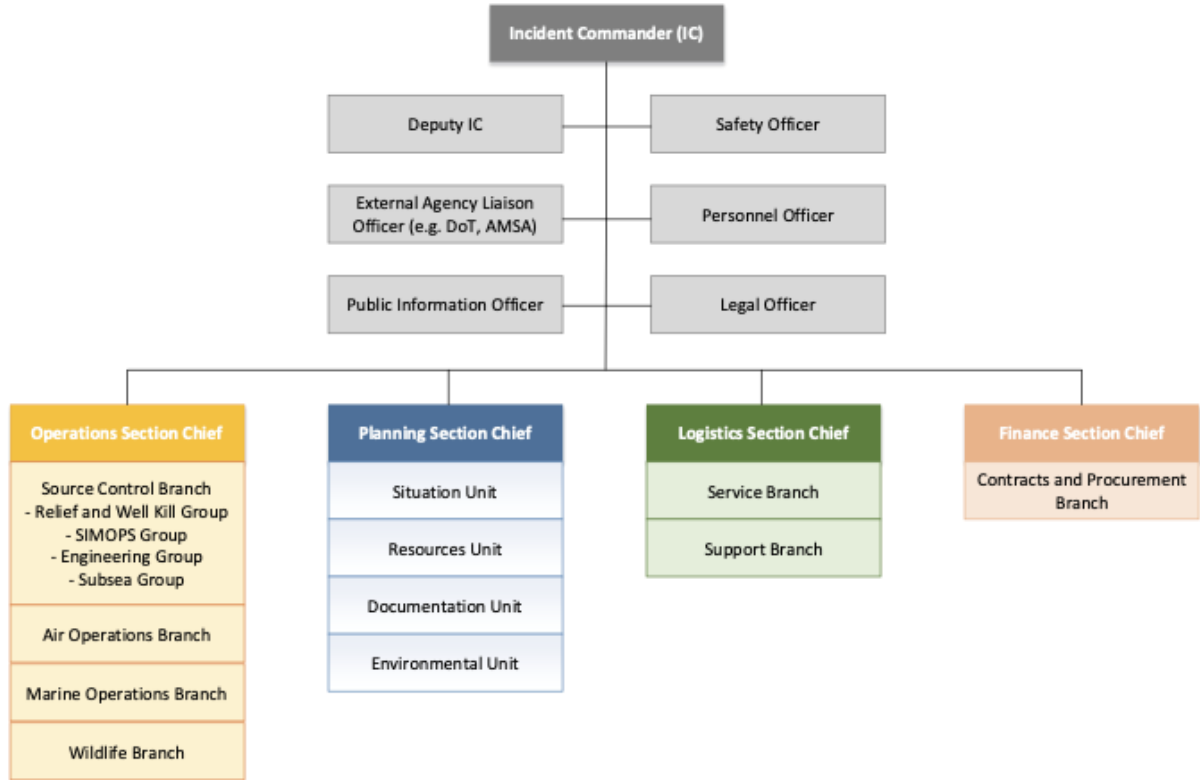 Incident Commander (IC)
Deputy IC
Safety Officer
External Agency Liaison
Officer (e.g. DoT, AMSA)
Personnel Officer
Public Information Officer
Legal Officer
Operations Section Chief
Source Control Branch
- Relief and Well Kill Group
- SIMOPS Group
- Engineering Group
- Subsea Group
Air Operations Branch
Marine Operations Branch
Wildlife Branch
Planning Section Chief
Situation Unit
Resources Unit
Documentation Unit
Environmental Unit
Logistics Section Chief
Service Branch
Support Branch
Finance Section Chief
Contracts and Procurement
Branch